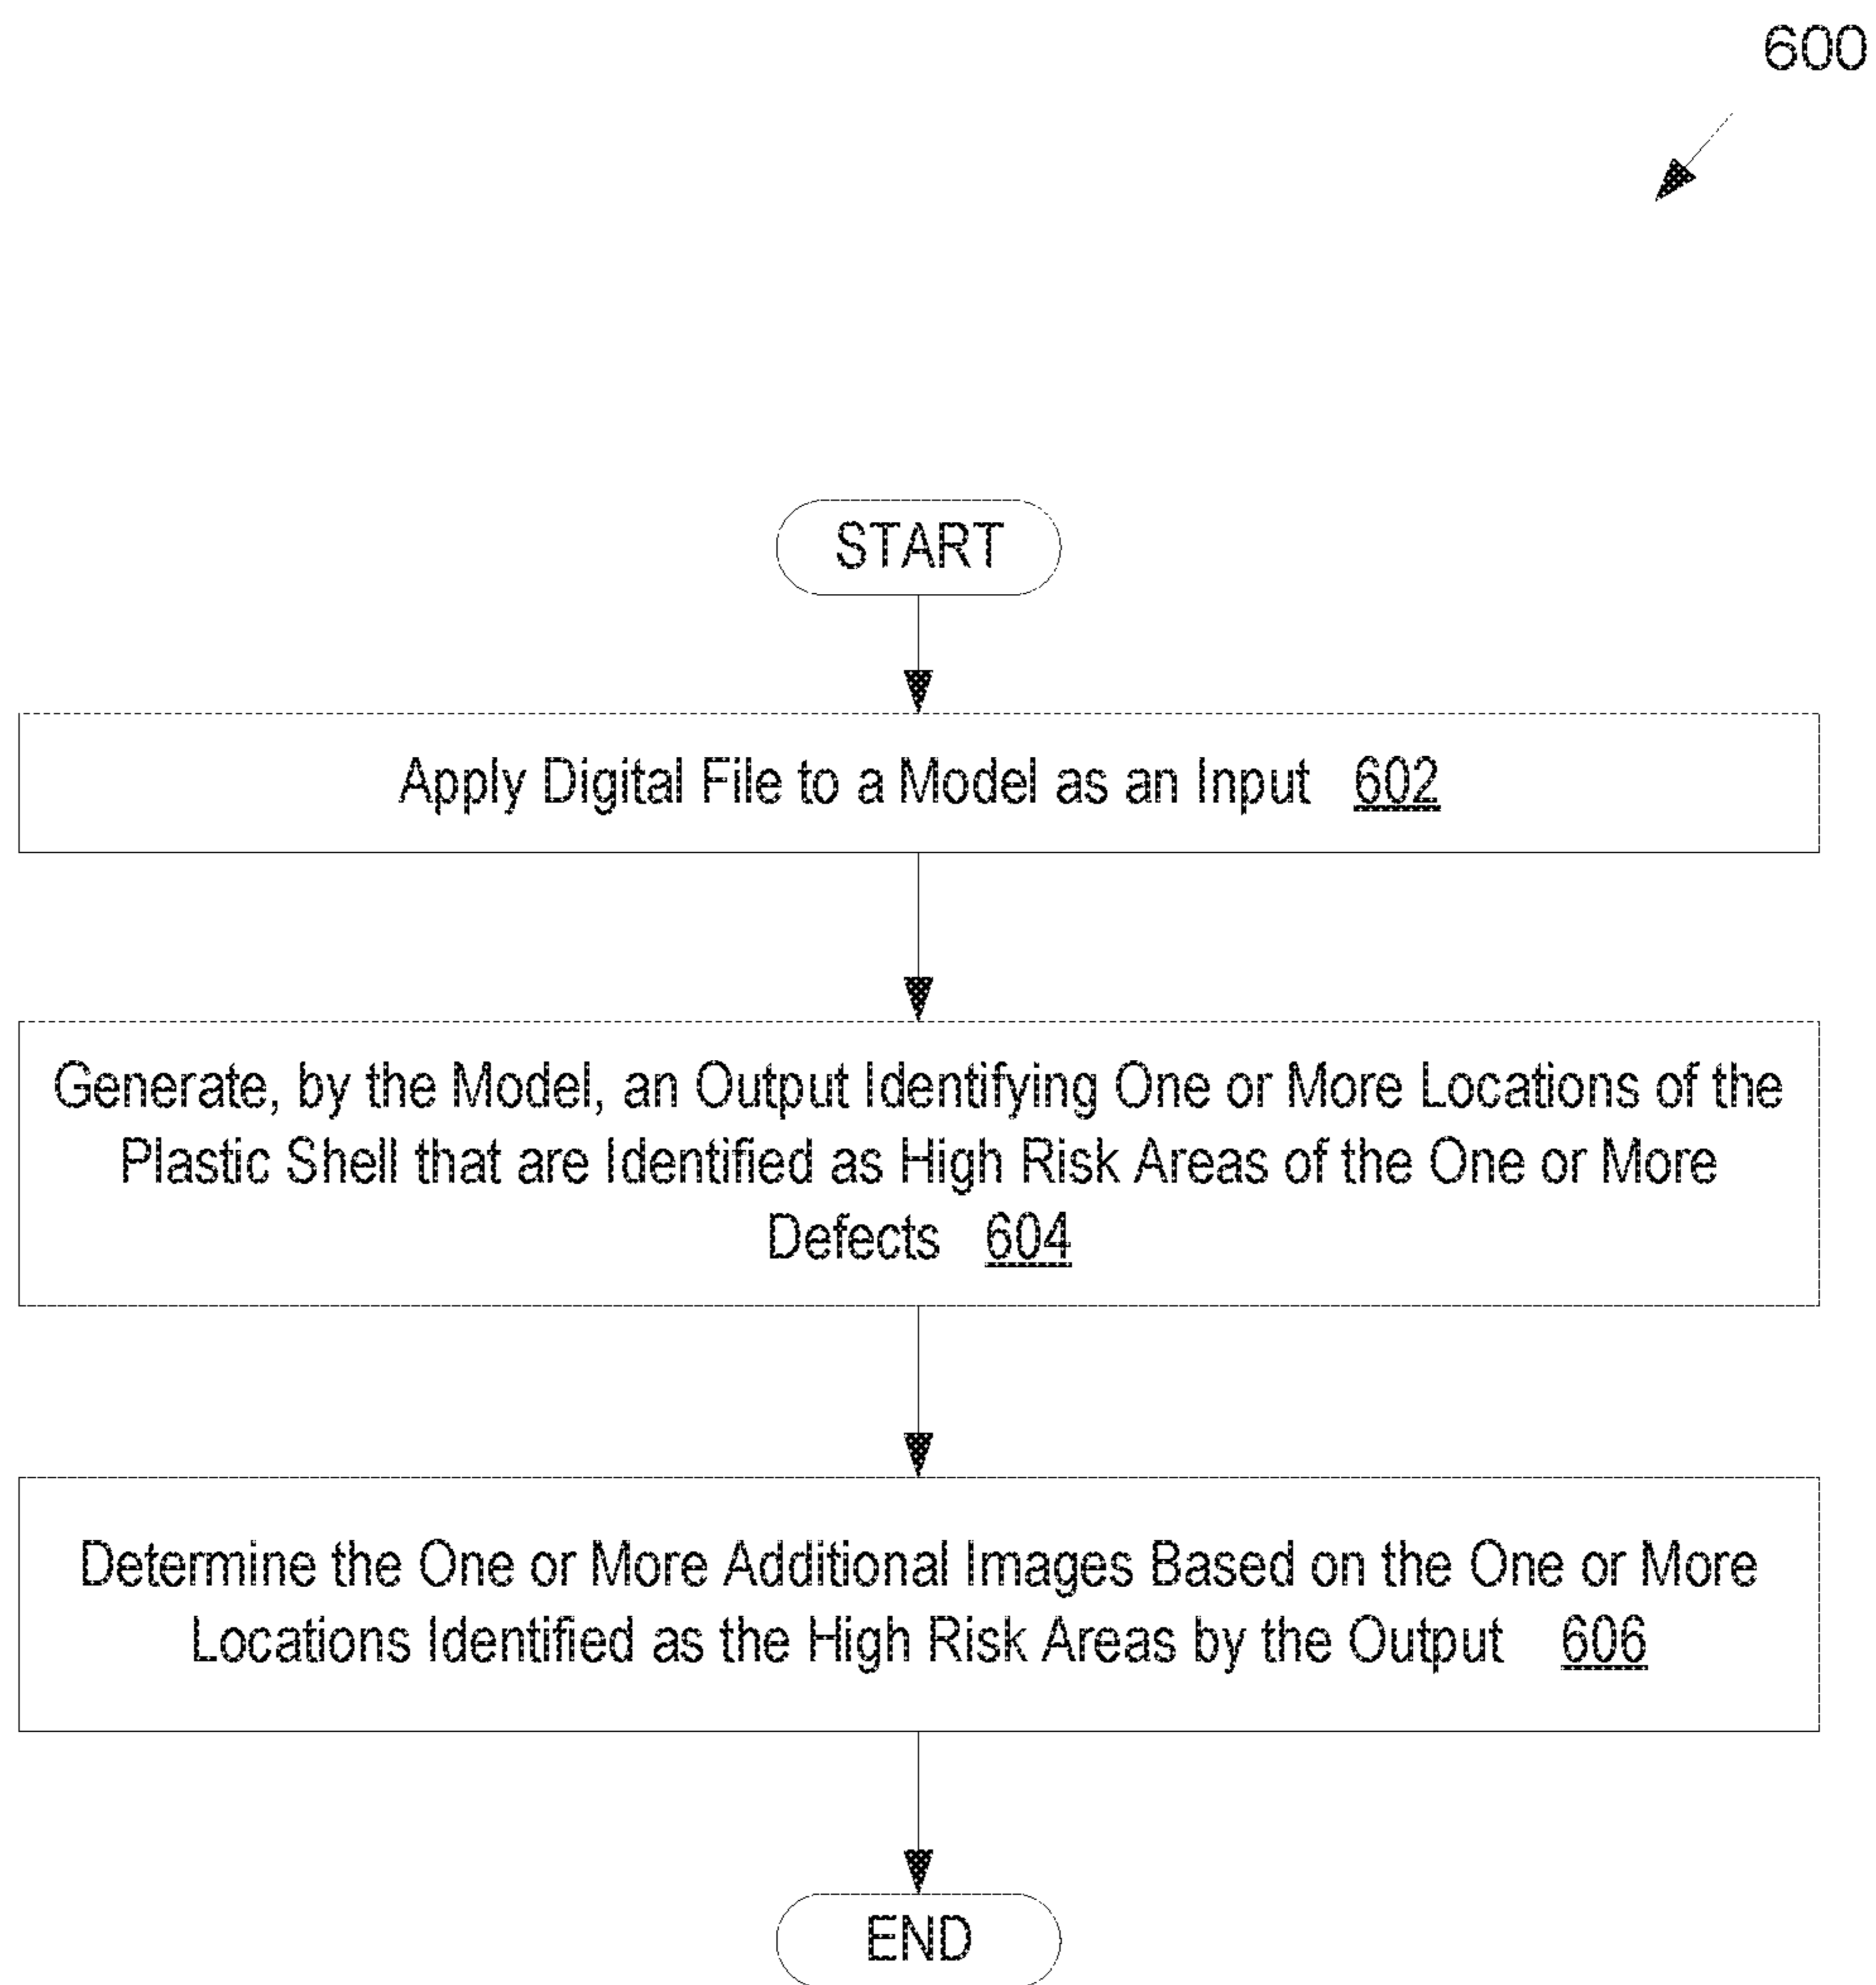 600
START
Apply Digital File to a Model as an Input 602
Generate, by the Model, an Output Identifying One or More Locations of the
Plastic Shell that are Identified as High Risk Areas of the One or More
Defects 604
Determine the One or More Additional Images Based on the One or More
Locations Identified as the High Risk Areas by the Output 606
END